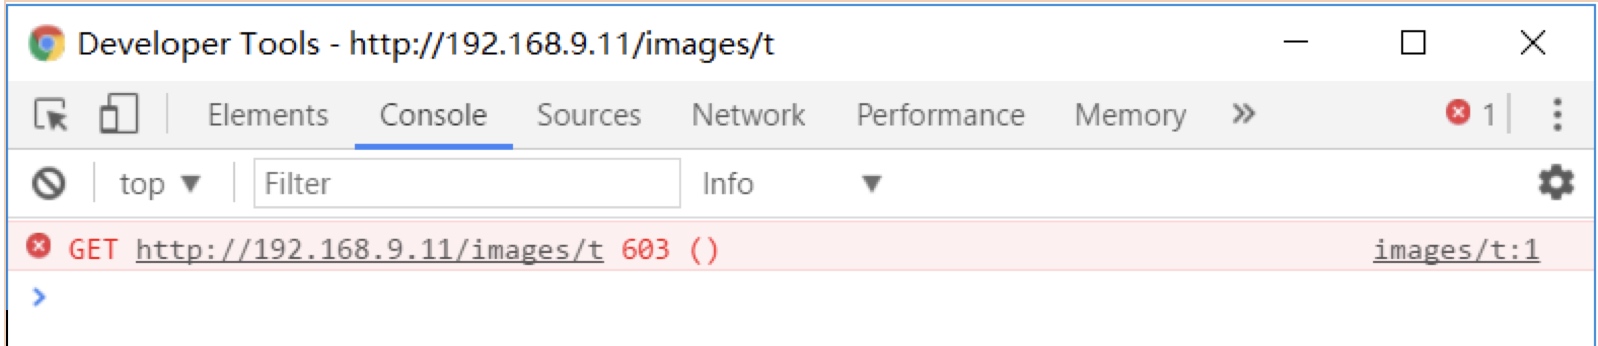 Developer Tools - http://192.168.9.11/images/t
Elements Console Sources Network Performance Memory » 1
top ▼ Filter Info ▼
GET http://192.168.9.11/images/t 603 () images/t:1
>